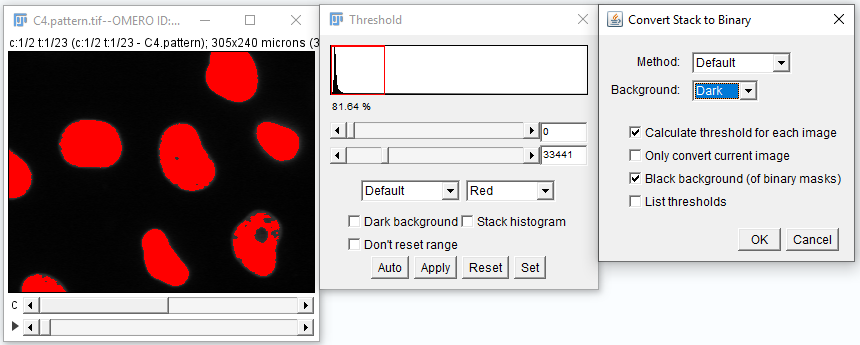 C4.pattern.tif--OMERO ID:...
c:1/2 t:1/23 (c:1/2 t:1/23 - C4.pattern); 305x240 microns (3
C
Threshold
81.64 %
0
33441
Default Red
Dark background Stack histogram
Don't reset range
Auto Apply Reset Set
Convert Stack to Binary
Method: Default
Background: Dark
Calculate threshold for each image
Only convert current image
Black background (of binary masks)
List thresholds
OK Cancel